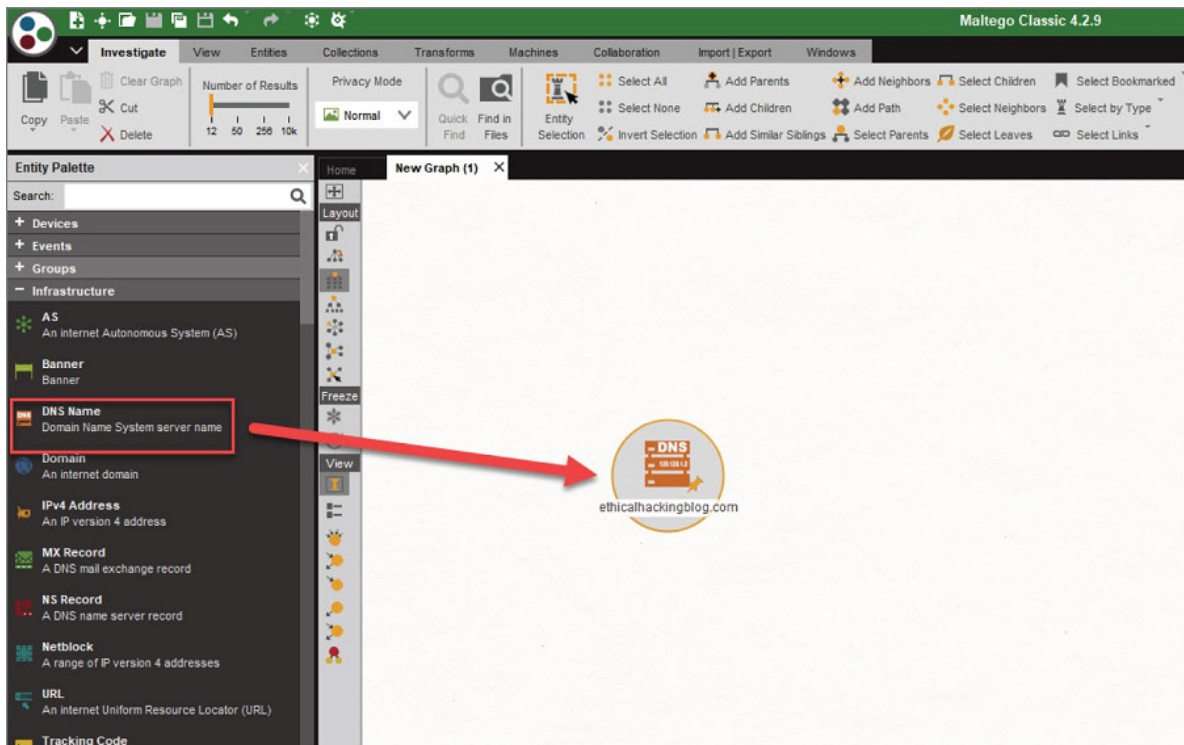 Maltego Classic 4.2.9
Investigate View Entities Collections Transforms Machines Collaboration Import | Export Windows
Clear Graph Number of Results Privacy Mode Select All Add Parents Add Neighbors Select Children Select Bookmarked
Cut Normal Select None Add Children Add Path Select Neighbors Select by Type
Copy Paste Delete 12 50 256 10k Quick Find Find in Files Entity Selection Invert Selection Add Similar Siblings Select Parents Select Leaves Select Links
Entity Palette Home New Graph (1)
Search:
Layout
+ Devices
+ Events
+ Groups
− Infrastructure
AS
An internet Autonomous System (AS)
Banner
Banner
Freeze
DNS Name
Domain Name System server name
Domain
An internet domain
View
DNS
ethicalhackingblog.com
IPv4 Address
An IP version 4 address
MX Record
A DNS mail exchange record
NS Record
A DNS name server record
Netblock
A range of IP version 4 addresses
URL
An internet Uniform Resource Locator (URL)
Tracking Code